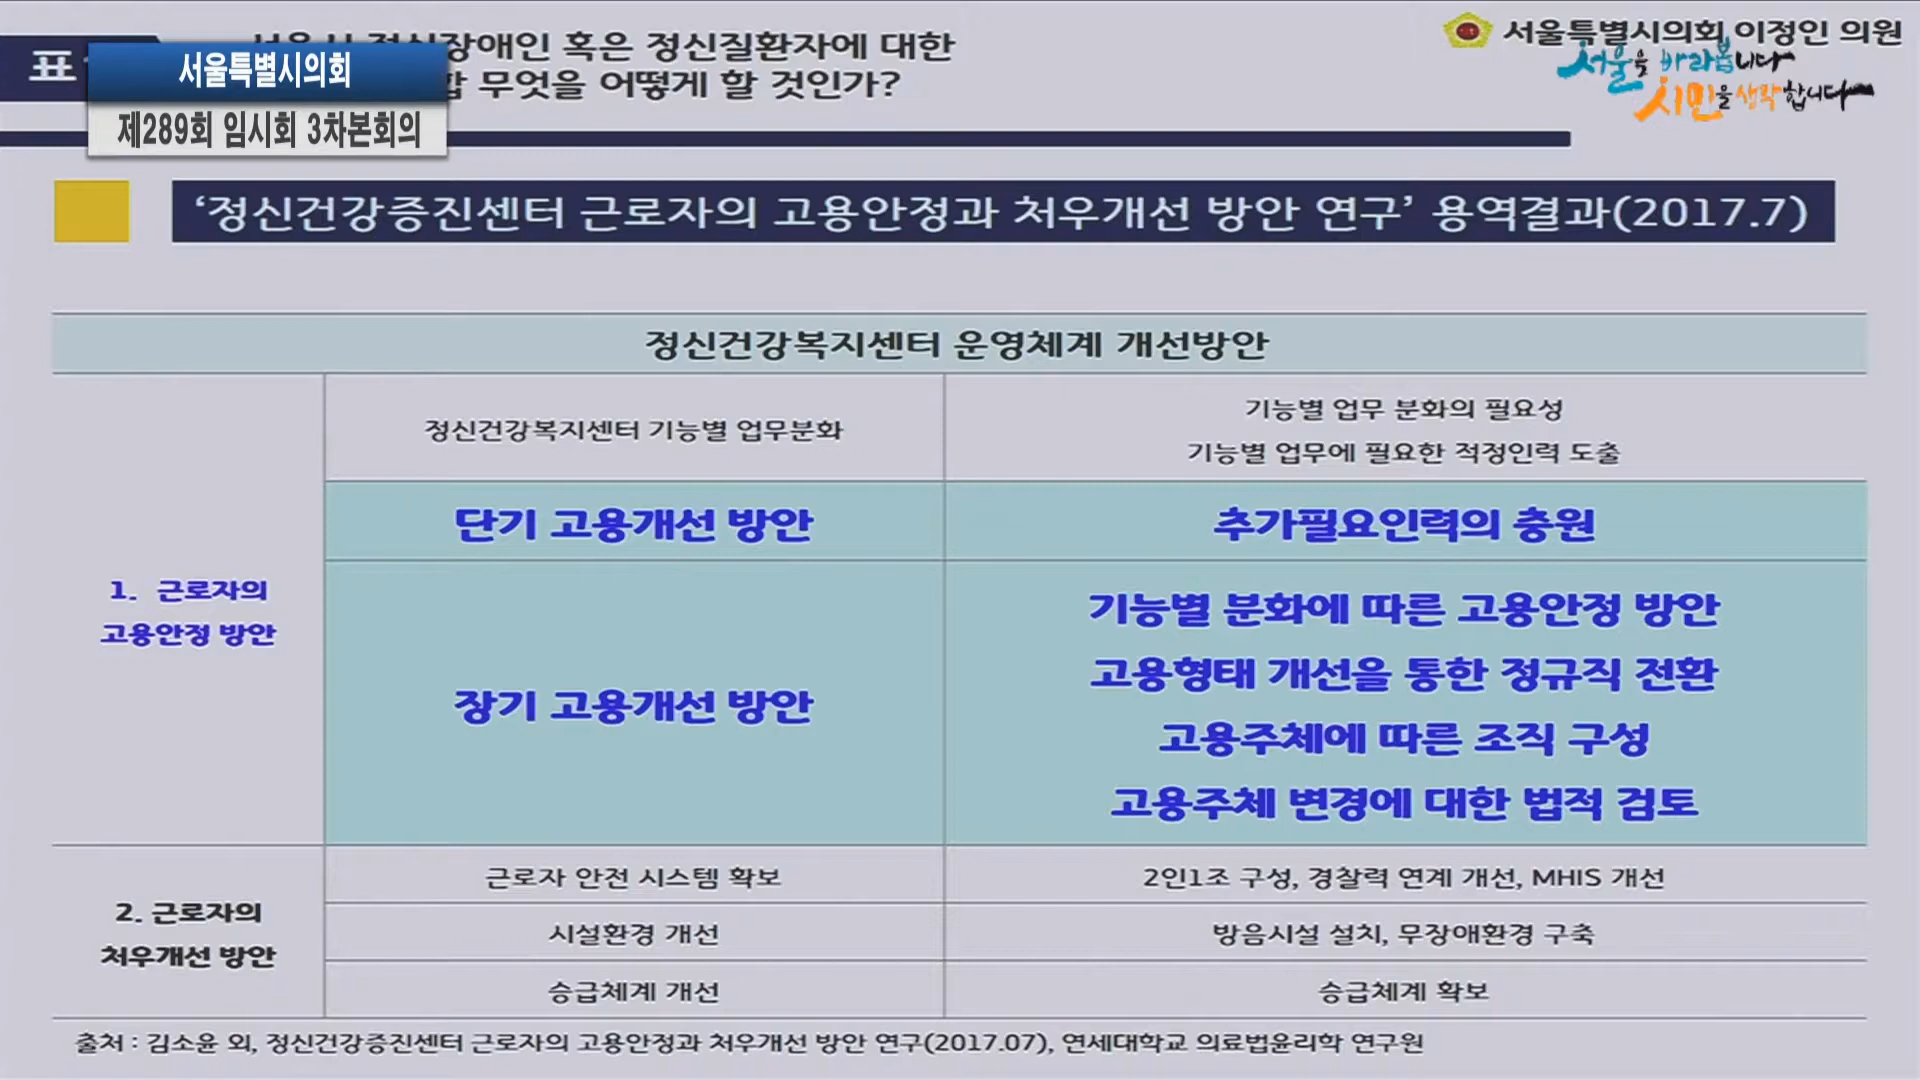 서울특별시의회 이정인 의원
서울을 바라봅니다
시민을 생각합니다
서울특별시의회
제289회 임시회 3차본회의
표
정신장애인 혹은 정신질환자에 대한
무엇을 어떻게 할 것인가?
‘정신건강증진센터 근로자의 고용안정과 처우개선 방안 연구’ 용역결과(2017.7)
정신건강복지센터 운영체계 개선방안
1. 근로자의
고용안정 방안
정신건강복지센터 기능별 업무분화
기능별 업무 분화의 필요성
기능별 업무에 필요한 적정인력 도출
단기 고용개선 방안
추가필요인력의 충원
장기 고용개선 방안
기능별 분화에 따른 고용안정 방안
고용형태 개선을 통한 정규직 전환
고용주체에 따른 조직 구성
고용주체 변경에 대한 법적 검토
2. 근로자의
처우개선 방안
근로자 안전 시스템 확보
2인1조 구성, 경찰력 연계 개선, MHIS 개선
시설환경 개선
방음시설 설치, 무장애환경 구축
승급체계 개선
승급체계 확보
출처 : 김소윤 외, 정신건강증진센터 근로자의 고용안정과 처우개선 방안 연구(2017.07), 연세대학교 의료법윤리학 연구원